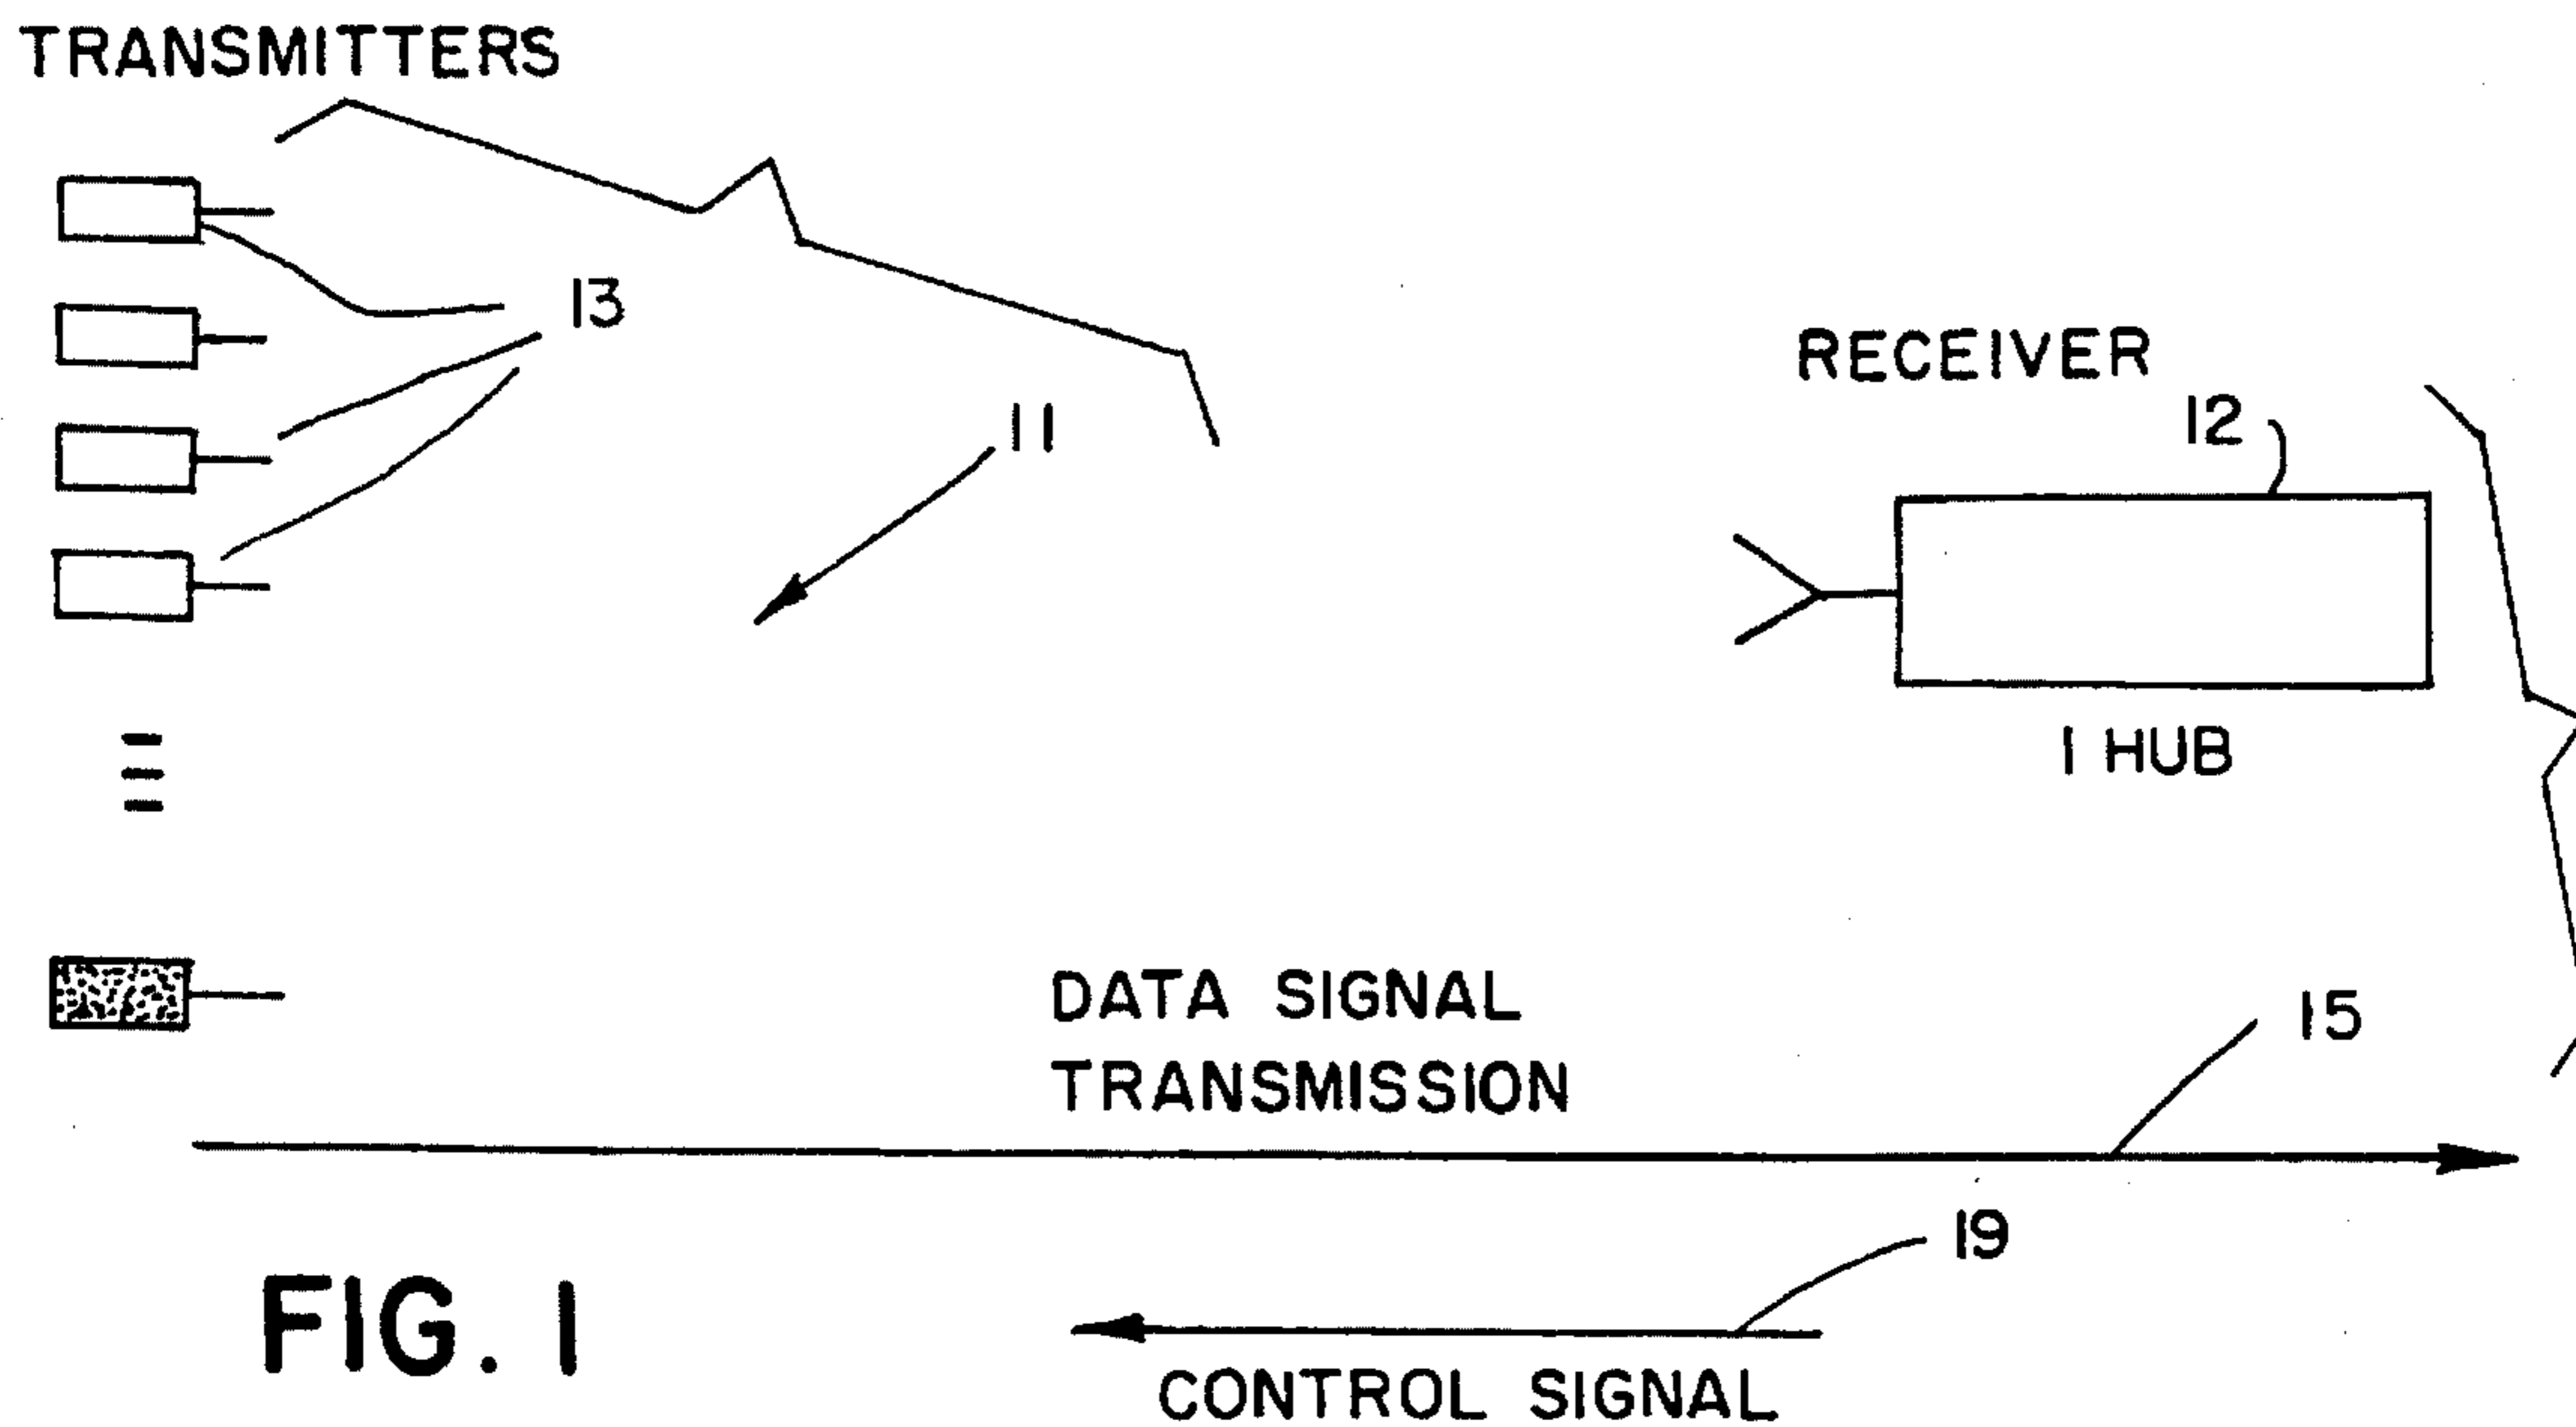 TRANSMITTERS
13
11
RECEIVER
12
1 HUB
DATA SIGNAL
TRANSMISSION
15
19
CONTROL SIGNAL
FIG. 1